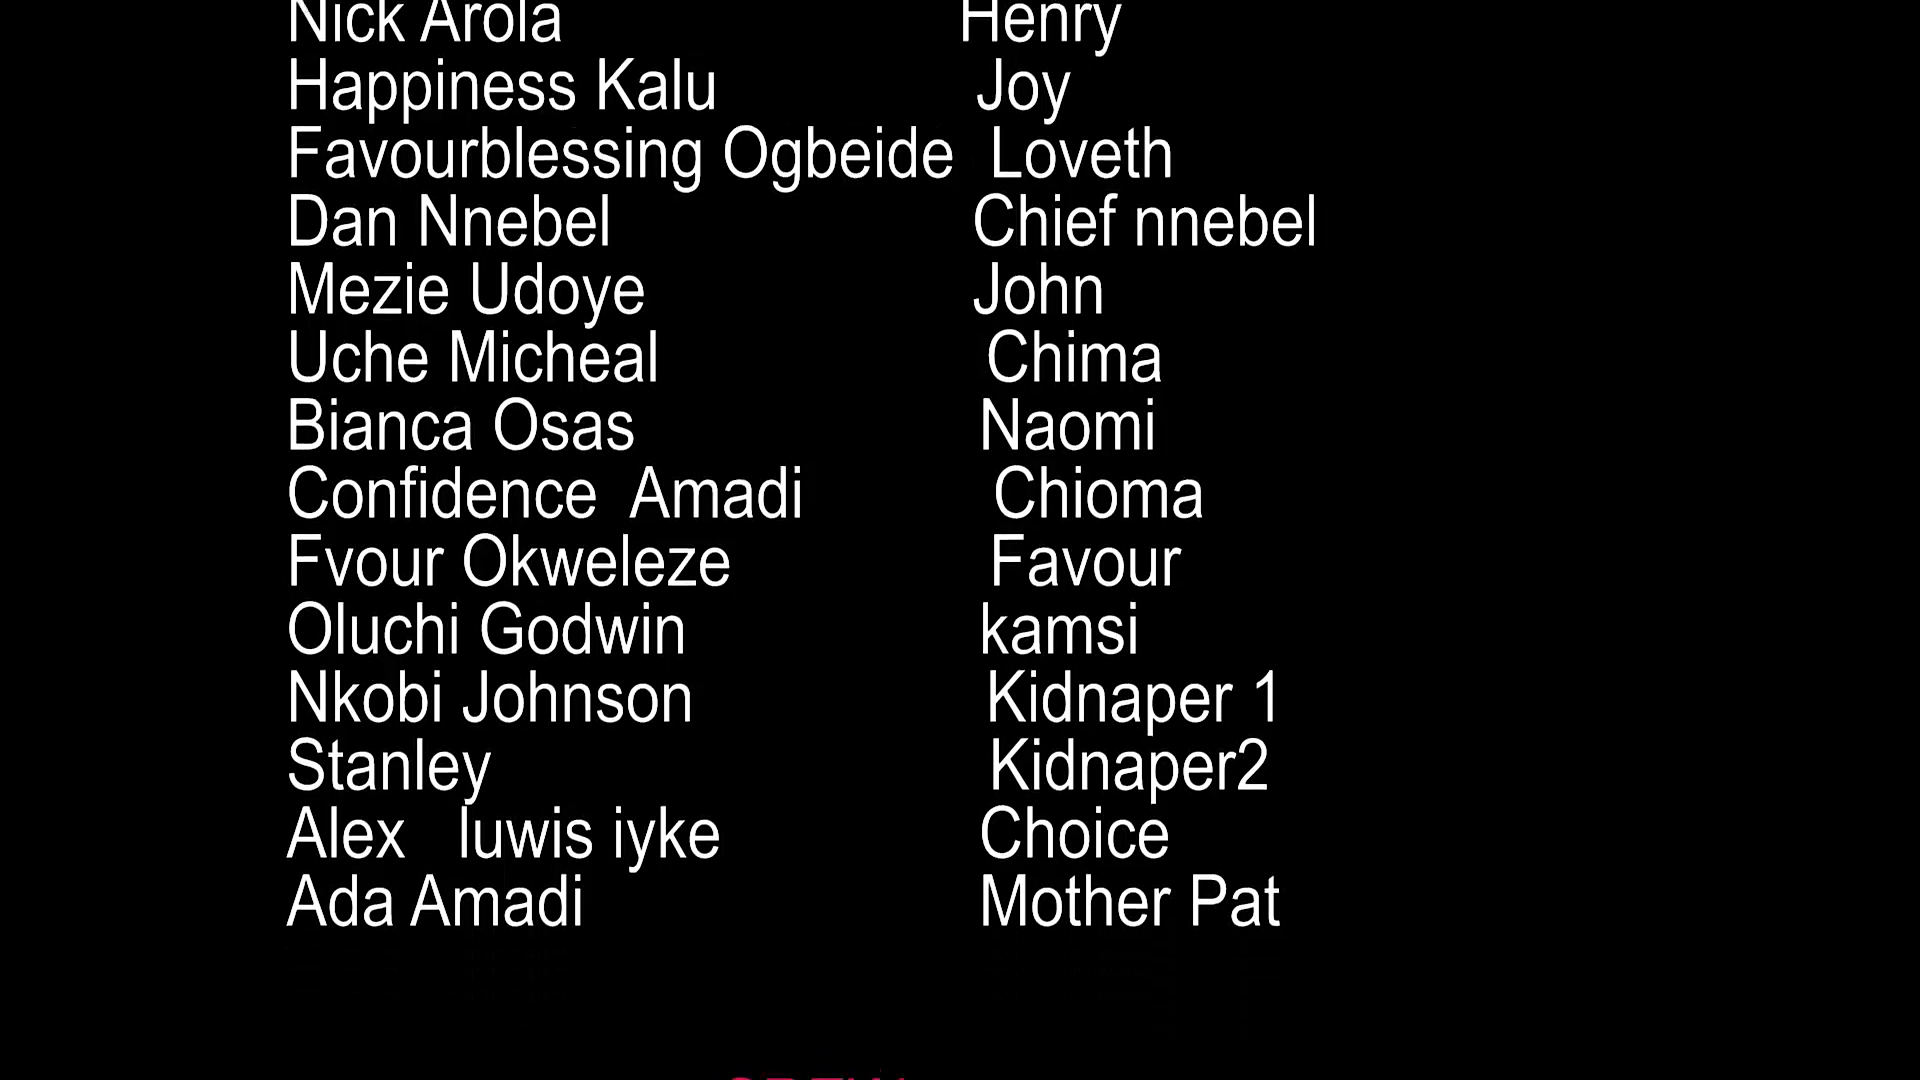 Nick Arola Henry
Happiness Kalu Joy
Favourblessing Ogbeide Loveth
Dan Nnebel Chief nnebel
Mezie Udoye John
Uche Micheal Chima
Bianca Osas Naomi
Confidence Amadi Chioma
Fvour Okweleze Favour
Oluchi Godwin kamsi
Nkobi Johnson Kidnaper 1
Stanley Kidnaper2
Alex luwis iyke Choice
Ada Amadi Mother Pat